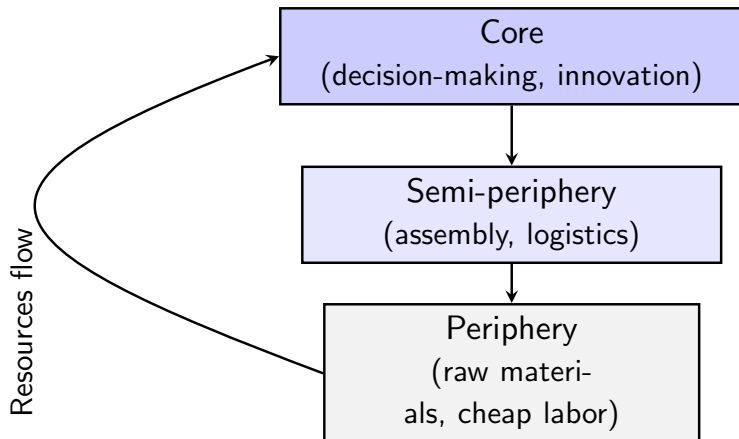 Core
(decision-making, innovation)
Semi-periphery
(assembly, logistics)
Periphery
(raw materi-
als, cheap labor)
Resources flow